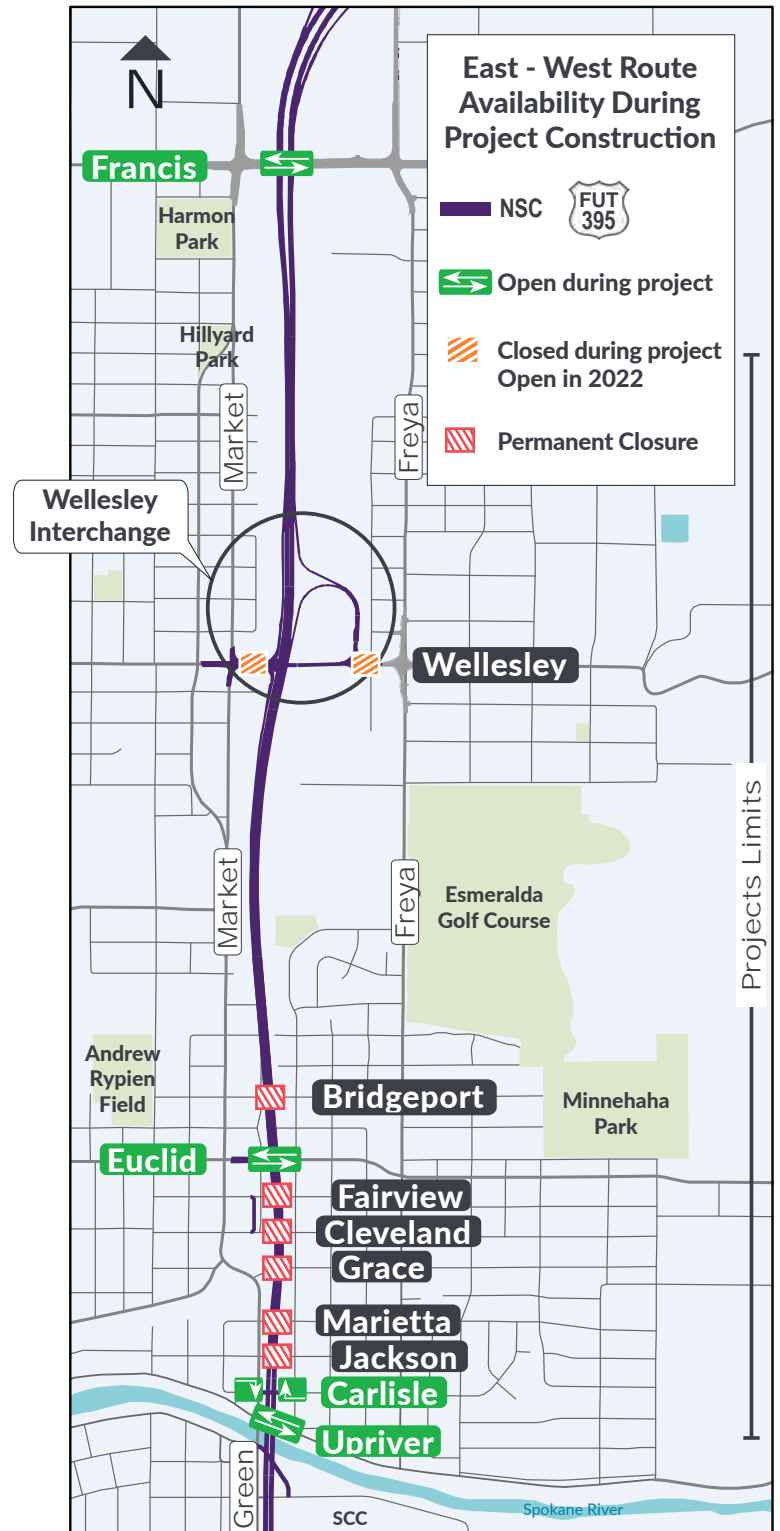 N
East - West Route
Availability During
Project Construction
NSC
FUT
395
Open during project
Closed during project
Open in 2022
Permanent Closure
Francis
Harmon
Park
Hillyard
Park
Market
Freya
Wellesley
Interchange
Wellesley
Projects Limits
Market
Freya
Esmeralda
Golf Course
Andrew
Rypien
Field
Bridgeport
Minnehaha
Park
Euclid
Fairview
Cleveland
Grace
Marietta
Jackson
Carlisle
Upriver
Green
SCC
Spokane River